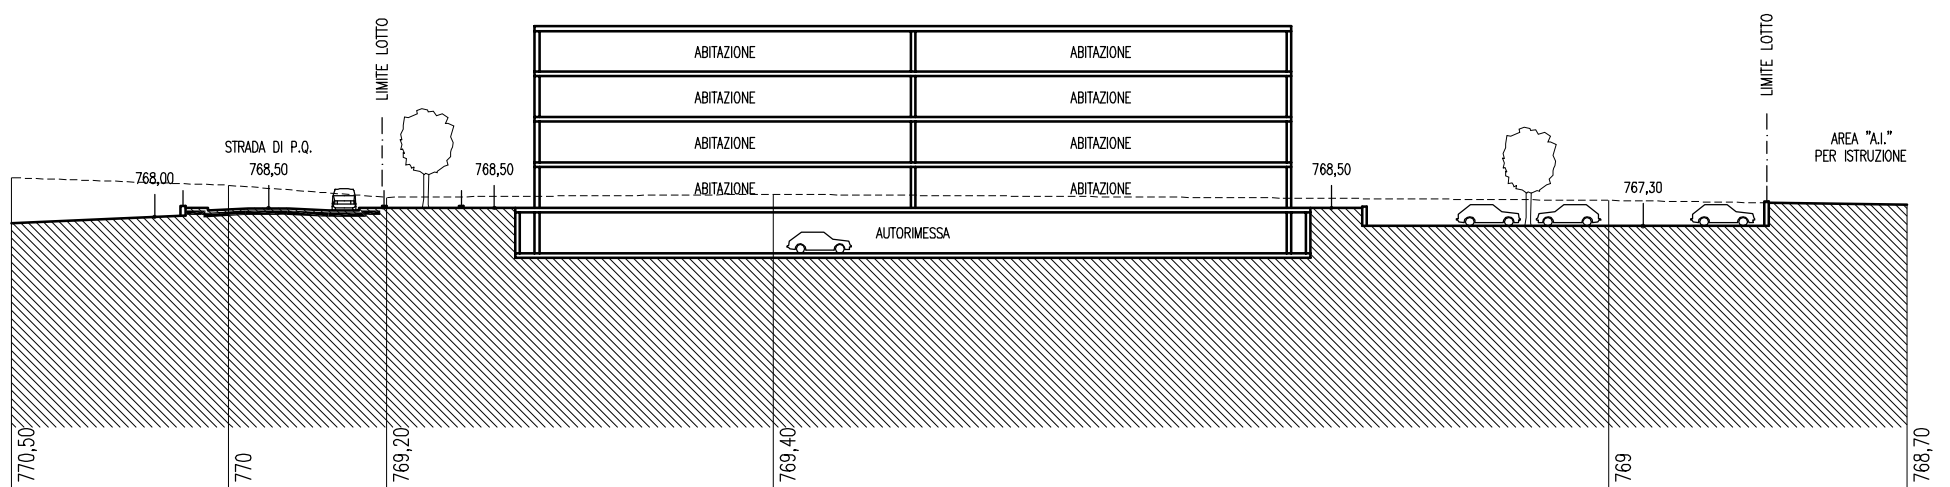 LIMITE LOTTO
LIMITE LOTTO
ABITAZIONE ABITAZIONE
ABITAZIONE ABITAZIONE
ABITAZIONE ABITAZIONE
ABITAZIONE ABITAZIONE
STRADA DI P.Q.
768,50
768,00
768,50
768,50
767,30
AREA "A.I."
PER ISTRUZIONE
AUTORIMESSA
770,50
770
769,20
769,40
769
768,70